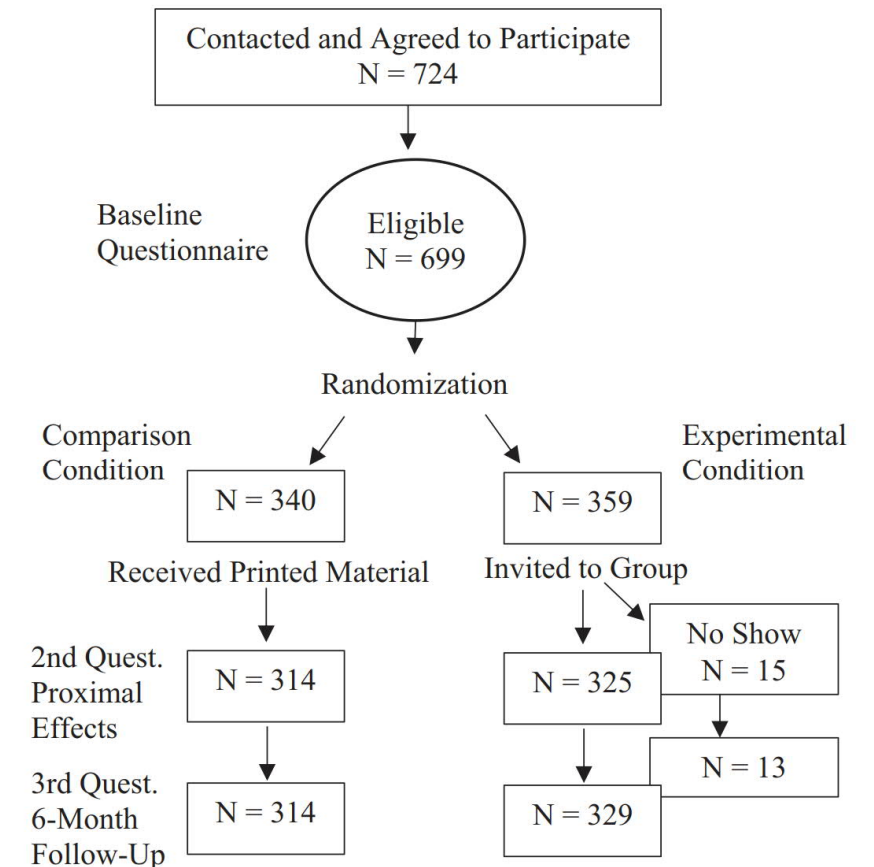 Contacted and Agreed to Participate
N = 724
Baseline
Questionnaire
Eligible
N = 699
Randomization
Comparison
Condition
Experimental
Condition
N = 340
N = 359
Received Printed Material
Invited to Group
No Show
N = 15
2nd Quest.
Proximal
Effects
N = 314
N = 325
N = 13
3rd Quest.
6-Month
Follow-Up
N = 314
N = 329